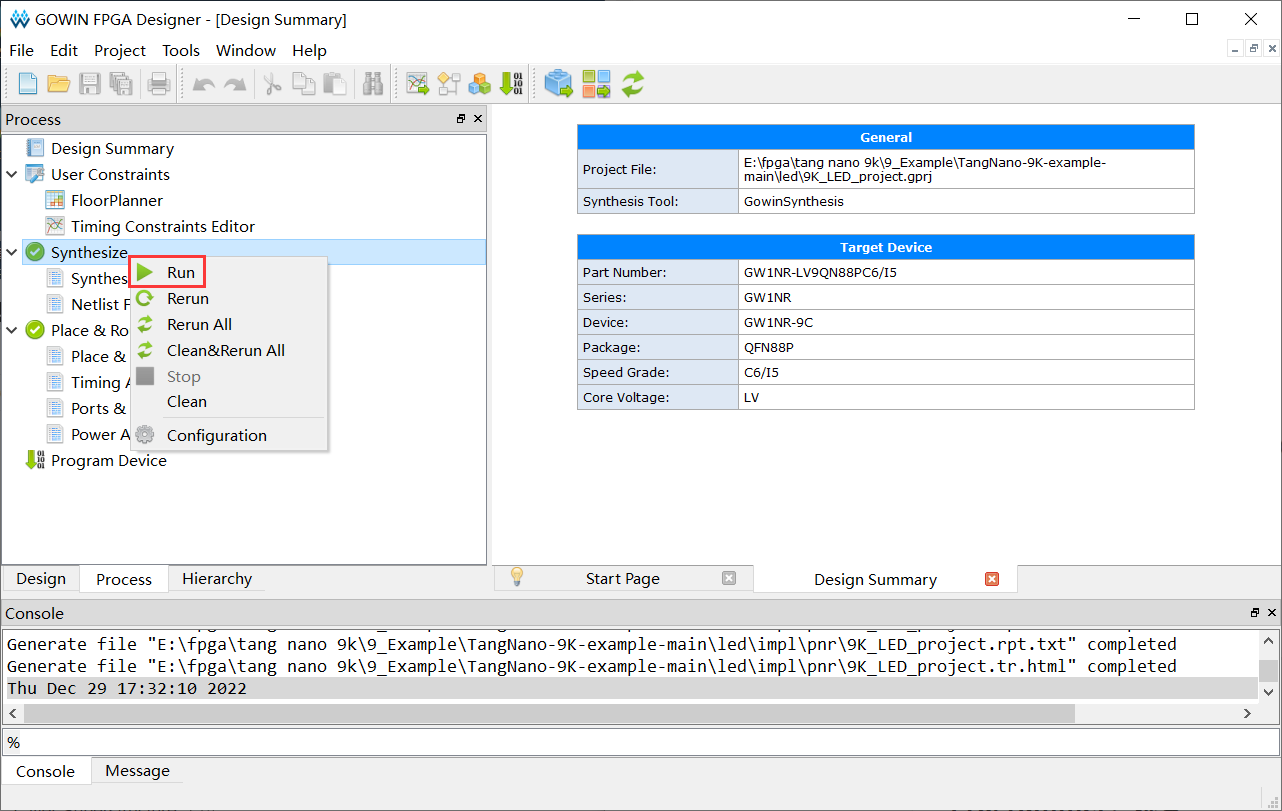 GOWIN FPGA Designer - [Design Summary]
File Edit Project Tools Window Help
Process
Design Summary
User Constraints
FloorPlanner
Timing Constraints Editor
Synthesize
Synthes
Netlist F
Place & Ro
Place &
Timing A
Ports &
Power A
Program Device
Run
Rerun
Rerun All
Clean&Rerun All
Stop
Clean
Configuration
General
Project File: E:\fpga\tang nano 9k\9_Example\TangNano-9K-example-
main\led\9K_LED_project.gprj
Synthesis Tool: GowinSynthesis
Target Device
Part Number: GW1NR-LV9QN88PC6/I5
Series: GW1NR
Device: GW1NR-9C
Package: QFN88P
Speed Grade: C6/I5
Core Voltage: LV
Design Process Hierarchy
Start Page Design Summary
Console
Generate file "E:\fpga\tang nano 9k\9_Example\TangNano-9K-example-main\led\impl\pnr\9K_LED_project.rpt.txt" completed
Generate file "E:\fpga\tang nano 9k\9_Example\TangNano-9K-example-main\led\impl\pnr\9K_LED_project.tr.html" completed
Thu Dec 29 17:32:10 2022
%
Console Message